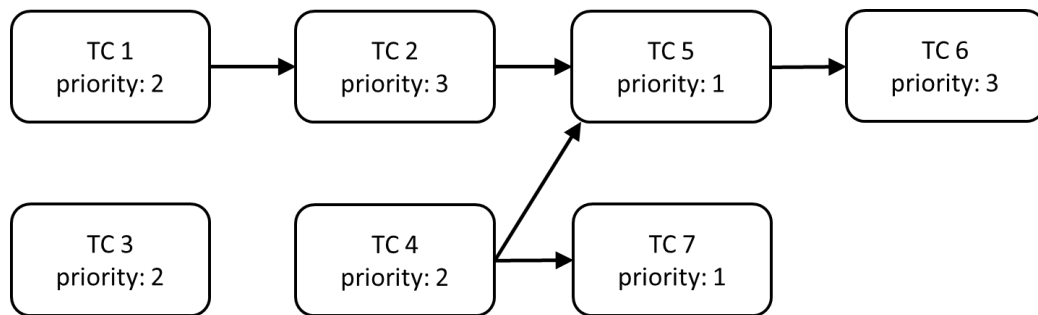 TC 1
priority: 2
TC 2
priority: 3
TC 5
priority: 1
TC 6
priority: 3
TC 3
priority: 2
TC 4
priority: 2
TC 7
priority: 1